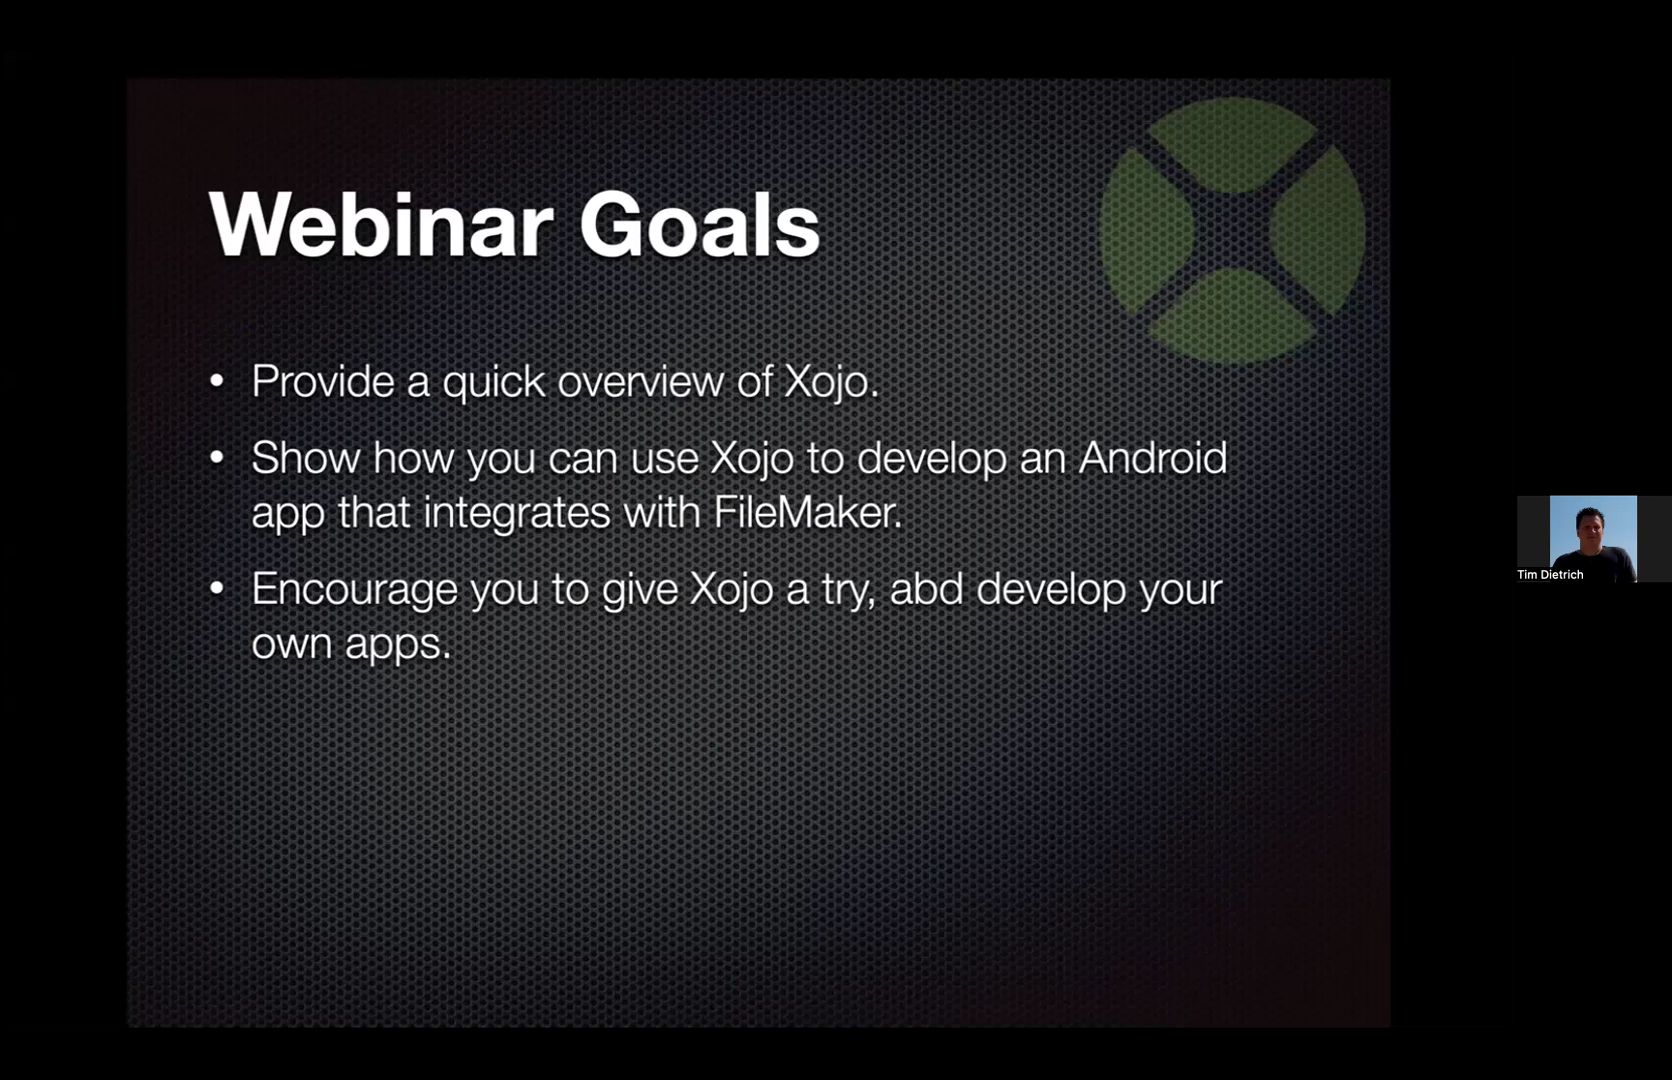 Webinar Goals
• Provide a quick overview of Xojo.
• Show how you can use Xojo to develop an Android
app that integrates with FileMaker.
• Encourage you to give Xojo a try, abd develop your
own apps.
Tim Dietrich